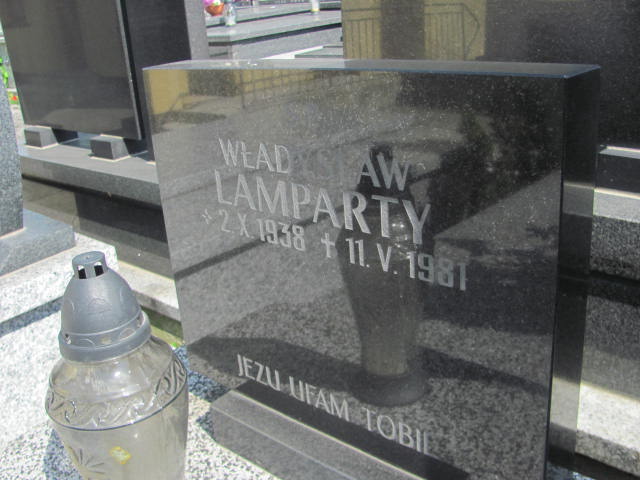 WŁADYSŁAW
LAMPARTY
* 2. X. 1938 + 11. V. 1981
JEZU UFAM TOBIE